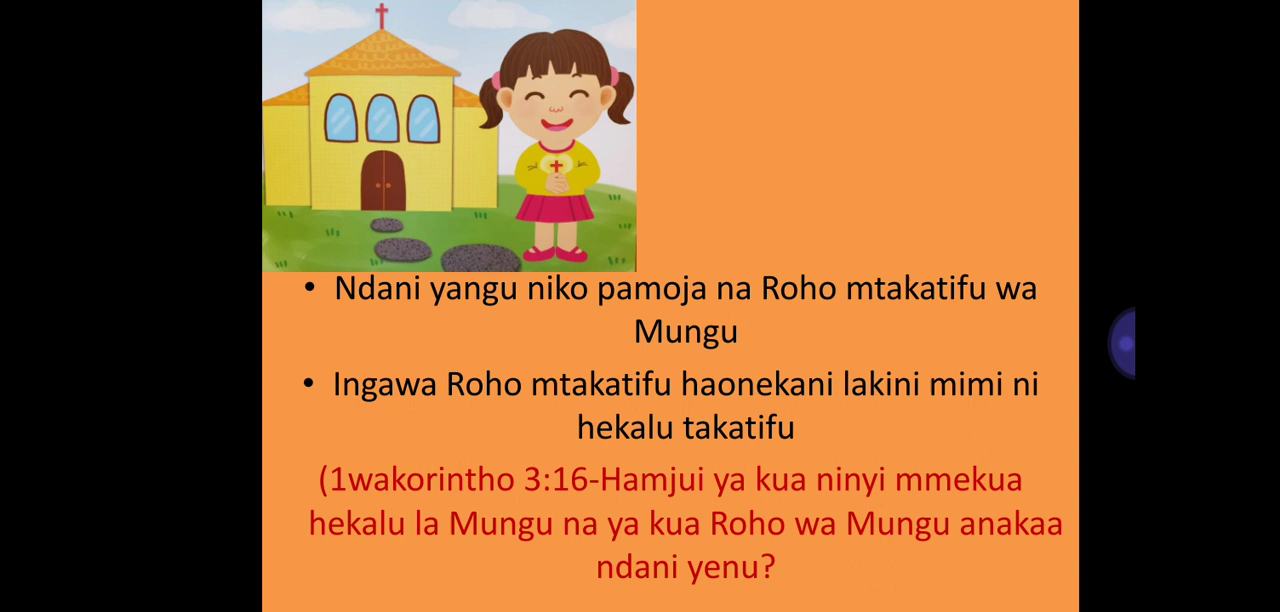 • Ndani yangu niko pamoja na Roho mtakatifu wa
Mungu
• Ingawa Roho mtakatifu haonekani lakini mimi ni
hekalu takatifu
(1wakorintho 3:16-Hamjui ya kua ninyi mmekua
hekalu la Mungu na ya kua Roho wa Mungu anakaa
ndani yenu?